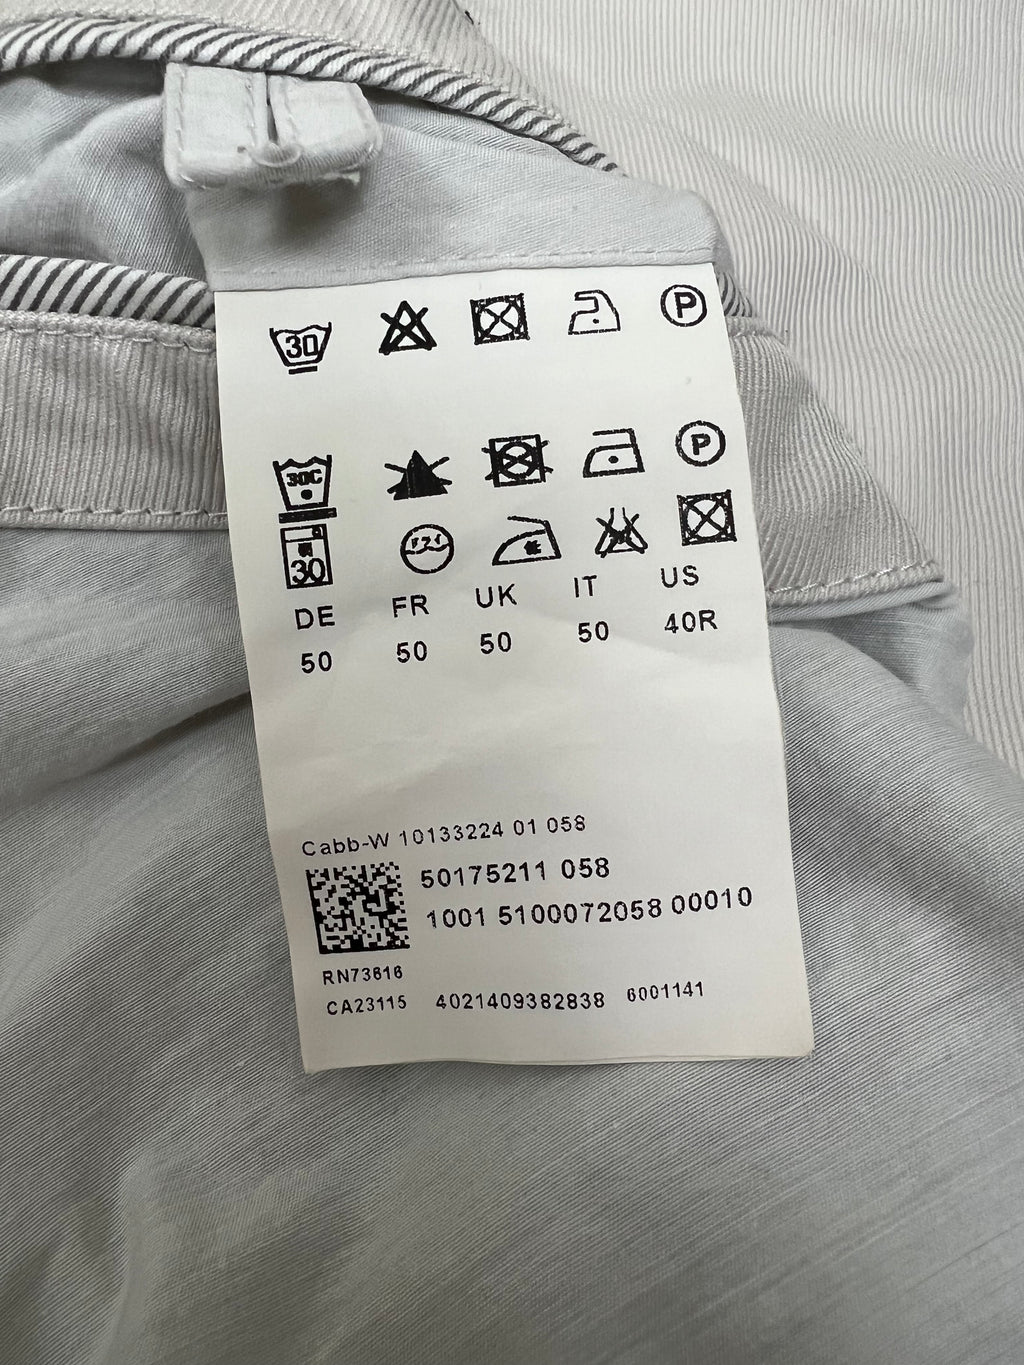 30 P
30C P
30
DE FR UK IT US
50 50 50 50 40R
Cabb-W 10133224 01 058
50175211 058
1001 5100072058 00010
RN73616
CA23115 4021409382838 6001141